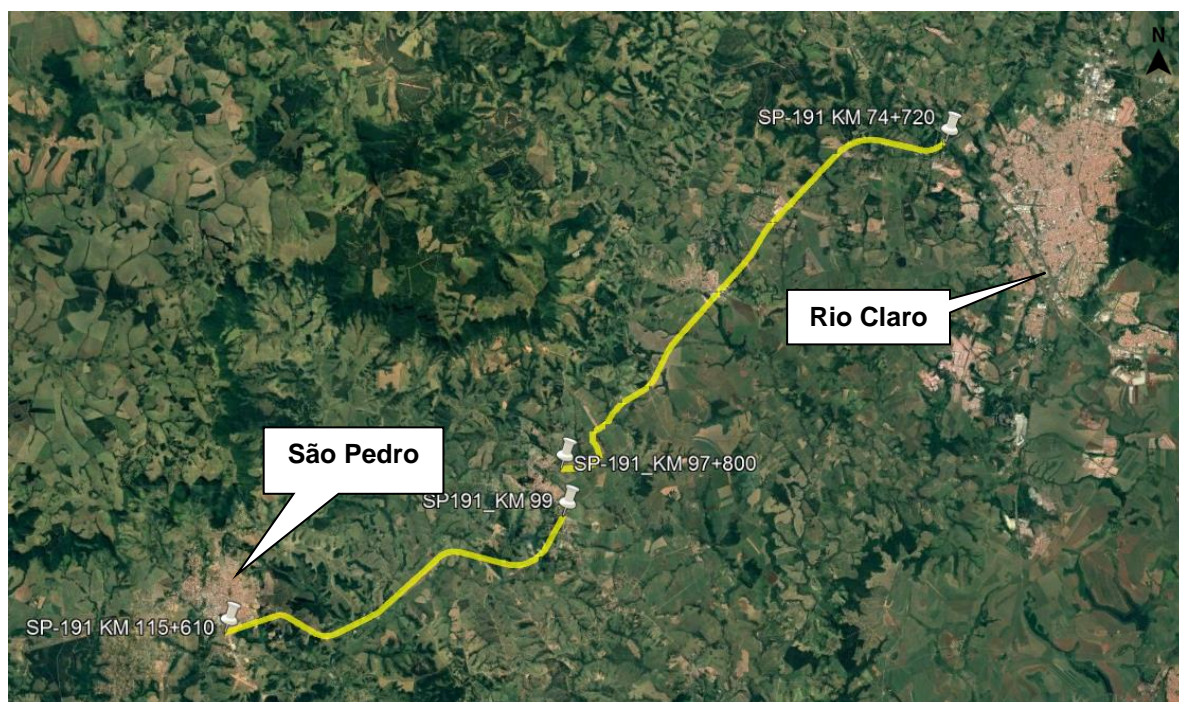 N
SP-191 KM 74+720
Rio Claro
São Pedro
SP-191_KM 97+800
SP191_KM 99
SP-191 KM 115+610